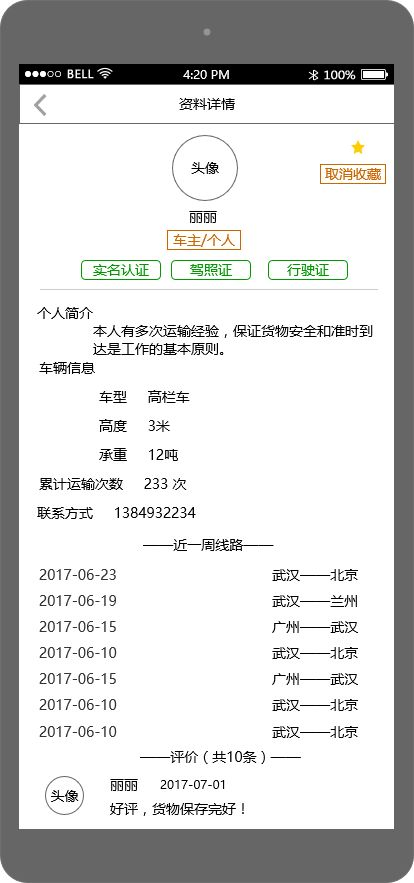 BELL 4:20 PM 100%
资料详情
头像
取消收藏
丽丽
车主/个人
实名认证 驾照证 行驶证
个人简介
本人有多次运输经验，保证货物安全和准时到
达是工作的基本原则。
车辆信息
车型 高栏车
高度 3米
承重 12吨
累计运输次数 233 次
联系方式 1384932234
——近一周线路——
2017-06-23 武汉——北京
2017-06-19 武汉——兰州
2017-06-15 广州——武汉
2017-06-10 武汉——北京
2017-06-15 广州——武汉
2017-06-10 武汉——北京
2017-06-10 武汉——北京
——评价（共10条）——
头像 丽丽 2017-07-01
好评，货物保存完好！